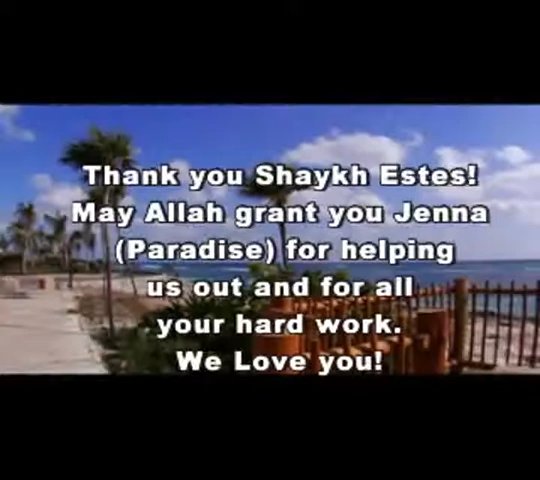 Thank you Shaykh Estes!
May Allah grant you Jenna
(Paradise) for helping
us out and for all
your hard work.
We Love you!